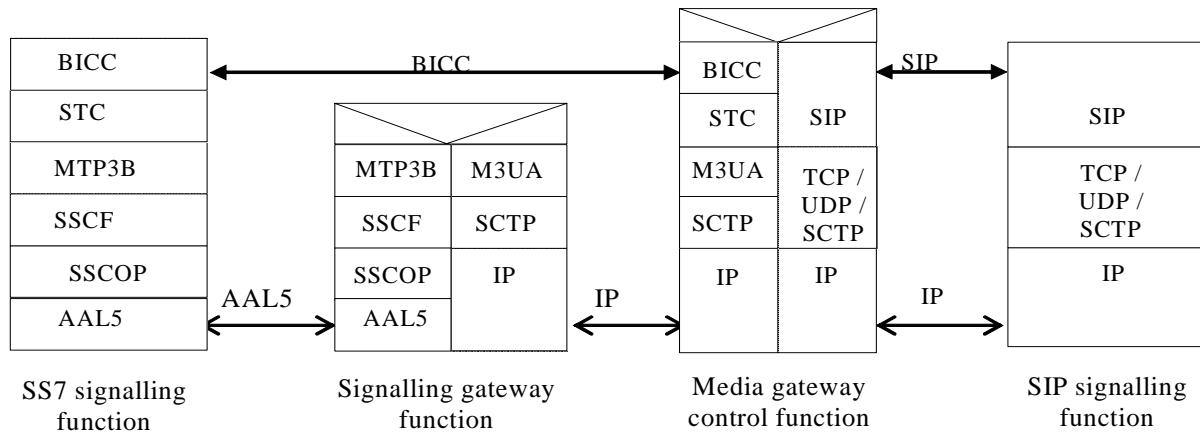 BICC
STC
MTP3B
SSCF
SSCOP
AAL5
SS7 signalling
function
BICC
AAL5
MTP3B
SSCF
SSCOP
AAL5
M3UA
SCTP
IP
Signalling gateway
function
IP
BICC
STC
M3UA
SCTP
IP
SIP
TCP /
UDP /
SCTP
IP
Media gateway
control function
SIP
IP
SIP
TCP /
UDP /
SCTP
IP
SIP signalling
function